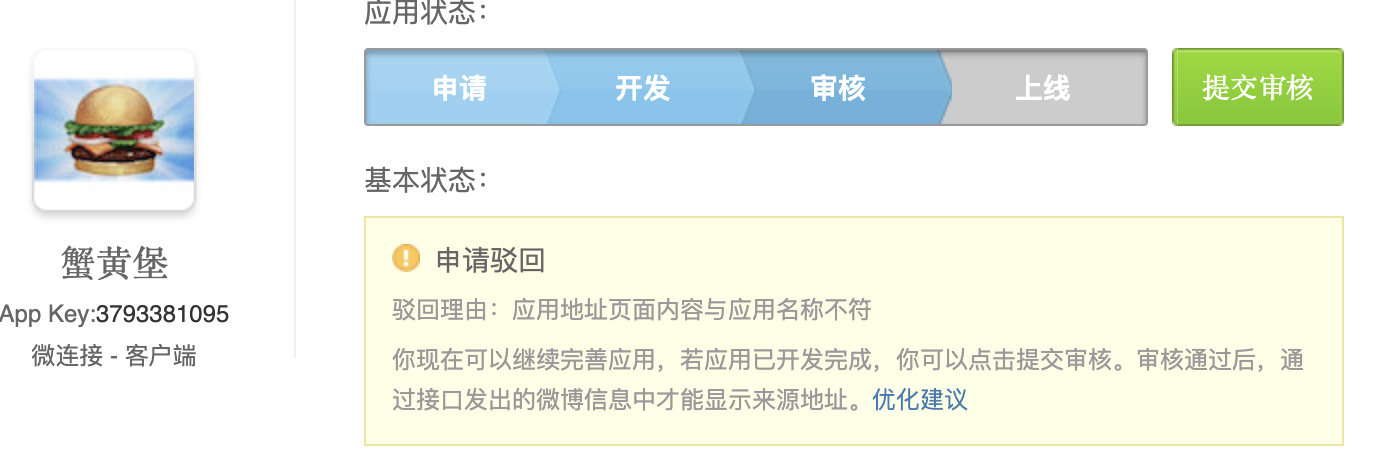 应用状态：
申请
开发
审核
上线
提交审核
蟹黄堡
App Key:3793381095
微连接 - 客户端
基本状态：
申请驳回
驳回理由：应用地址页面内容与应用名称不符
你现在可以继续完善应用，若应用已开发完成，你可以点击提交审核。审核通过后，通
过接口发出的微博信息中才能显示来源地址。优化建议